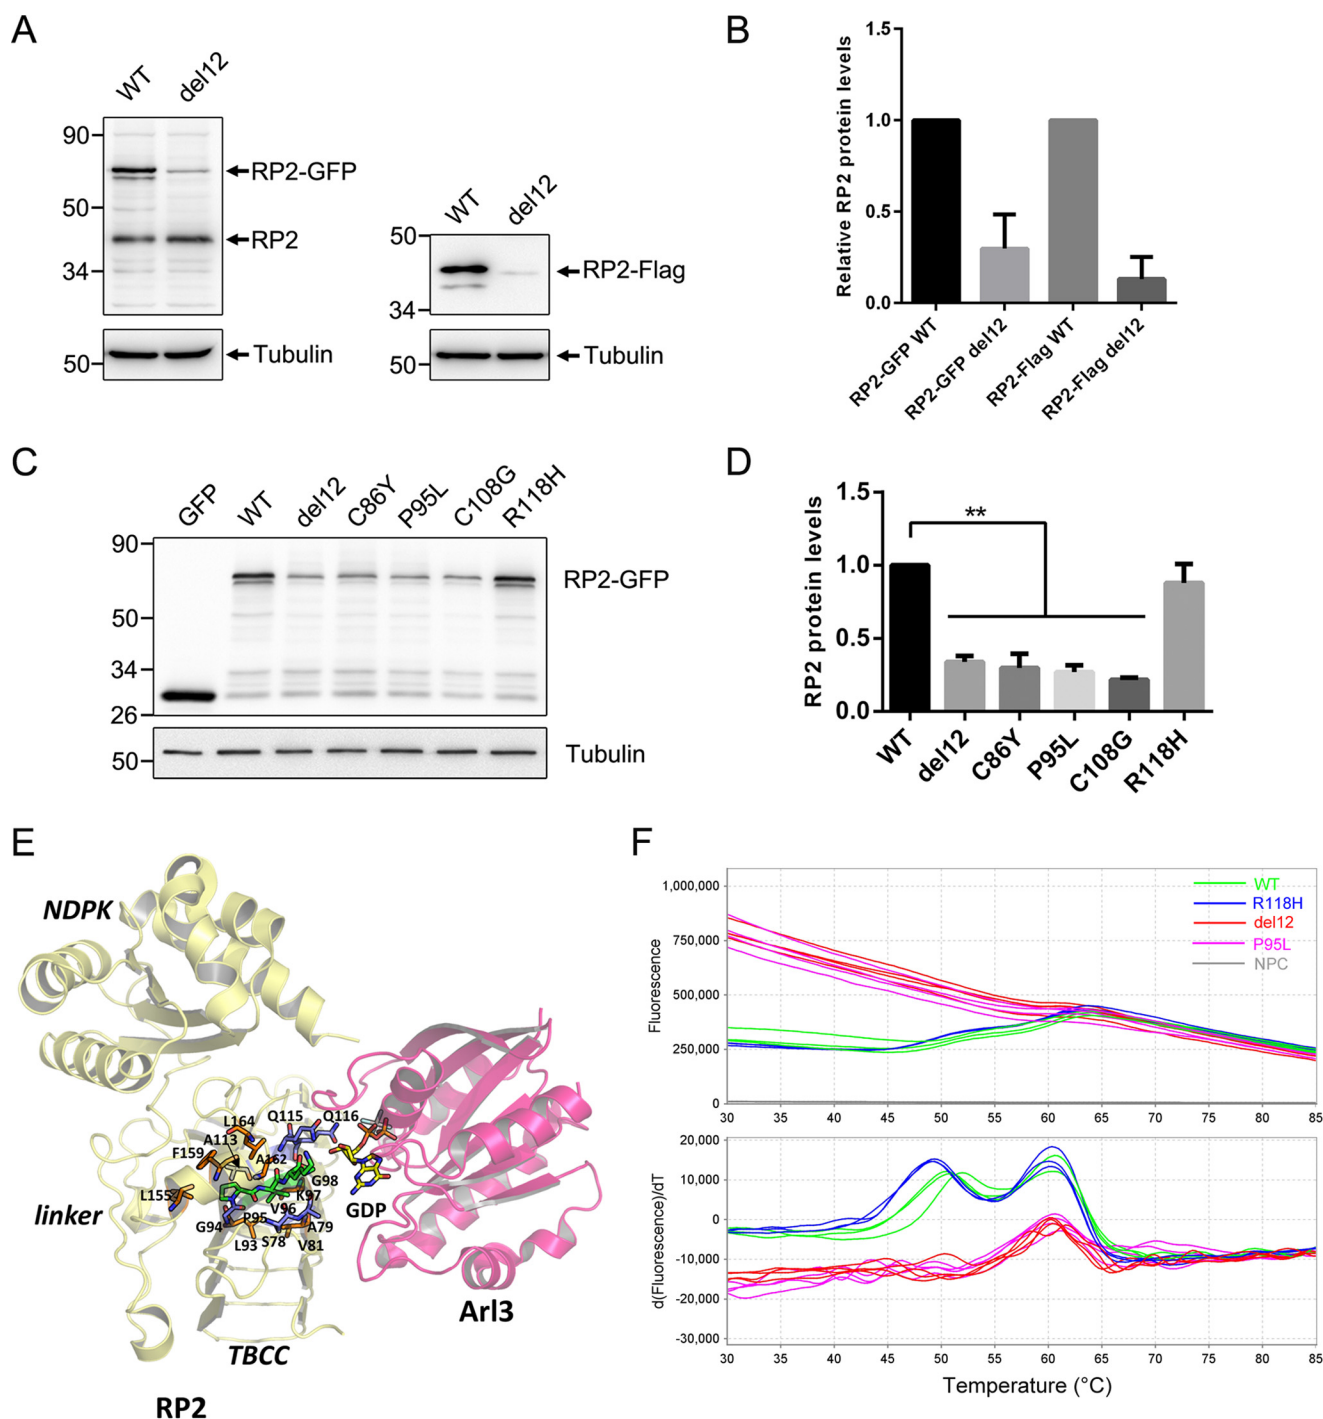 A
WT
del12
90
50
34
RP2-GFP
RP2
50
Tubulin
WT
del12
50
34
RP2-Flag
50
Tubulin
B
Relative RP2 protein levels
1.5
1.0
0.5
0.0
RP2-GFP WT
RP2-GFP del12
RP2-Flag WT
RP2-Flag del12
C
GFP
WT
del12
C86Y
P95L
C108G
R118H
90
50
34
26
RP2-GFP
50
Tubulin
D
RP2 protein levels
1.5
1.0
0.5
0.0
**
WT
del12
C86Y
P95L
C108G
R118H
E
NDPK
L164
Q115
Q116
A113
F159
A162
G98
L155
K97
V96
GDP
linker
G94
P95
A79
L93
S78
V81
Arl3
TBCC
RP2
F
Fluorescence
1,000,000
750,000
500,000
250,000
0
WT
R118H
del12
P95L
NPC
30 35 40 45 50 55 60 65 70 75 80 85
d(Fluorescence)/dT
20,000
10,000
0
-10,000
-20,000
-30,000
30 35 40 45 50 55 60 65 70 75 80 85
Temperature (°C)